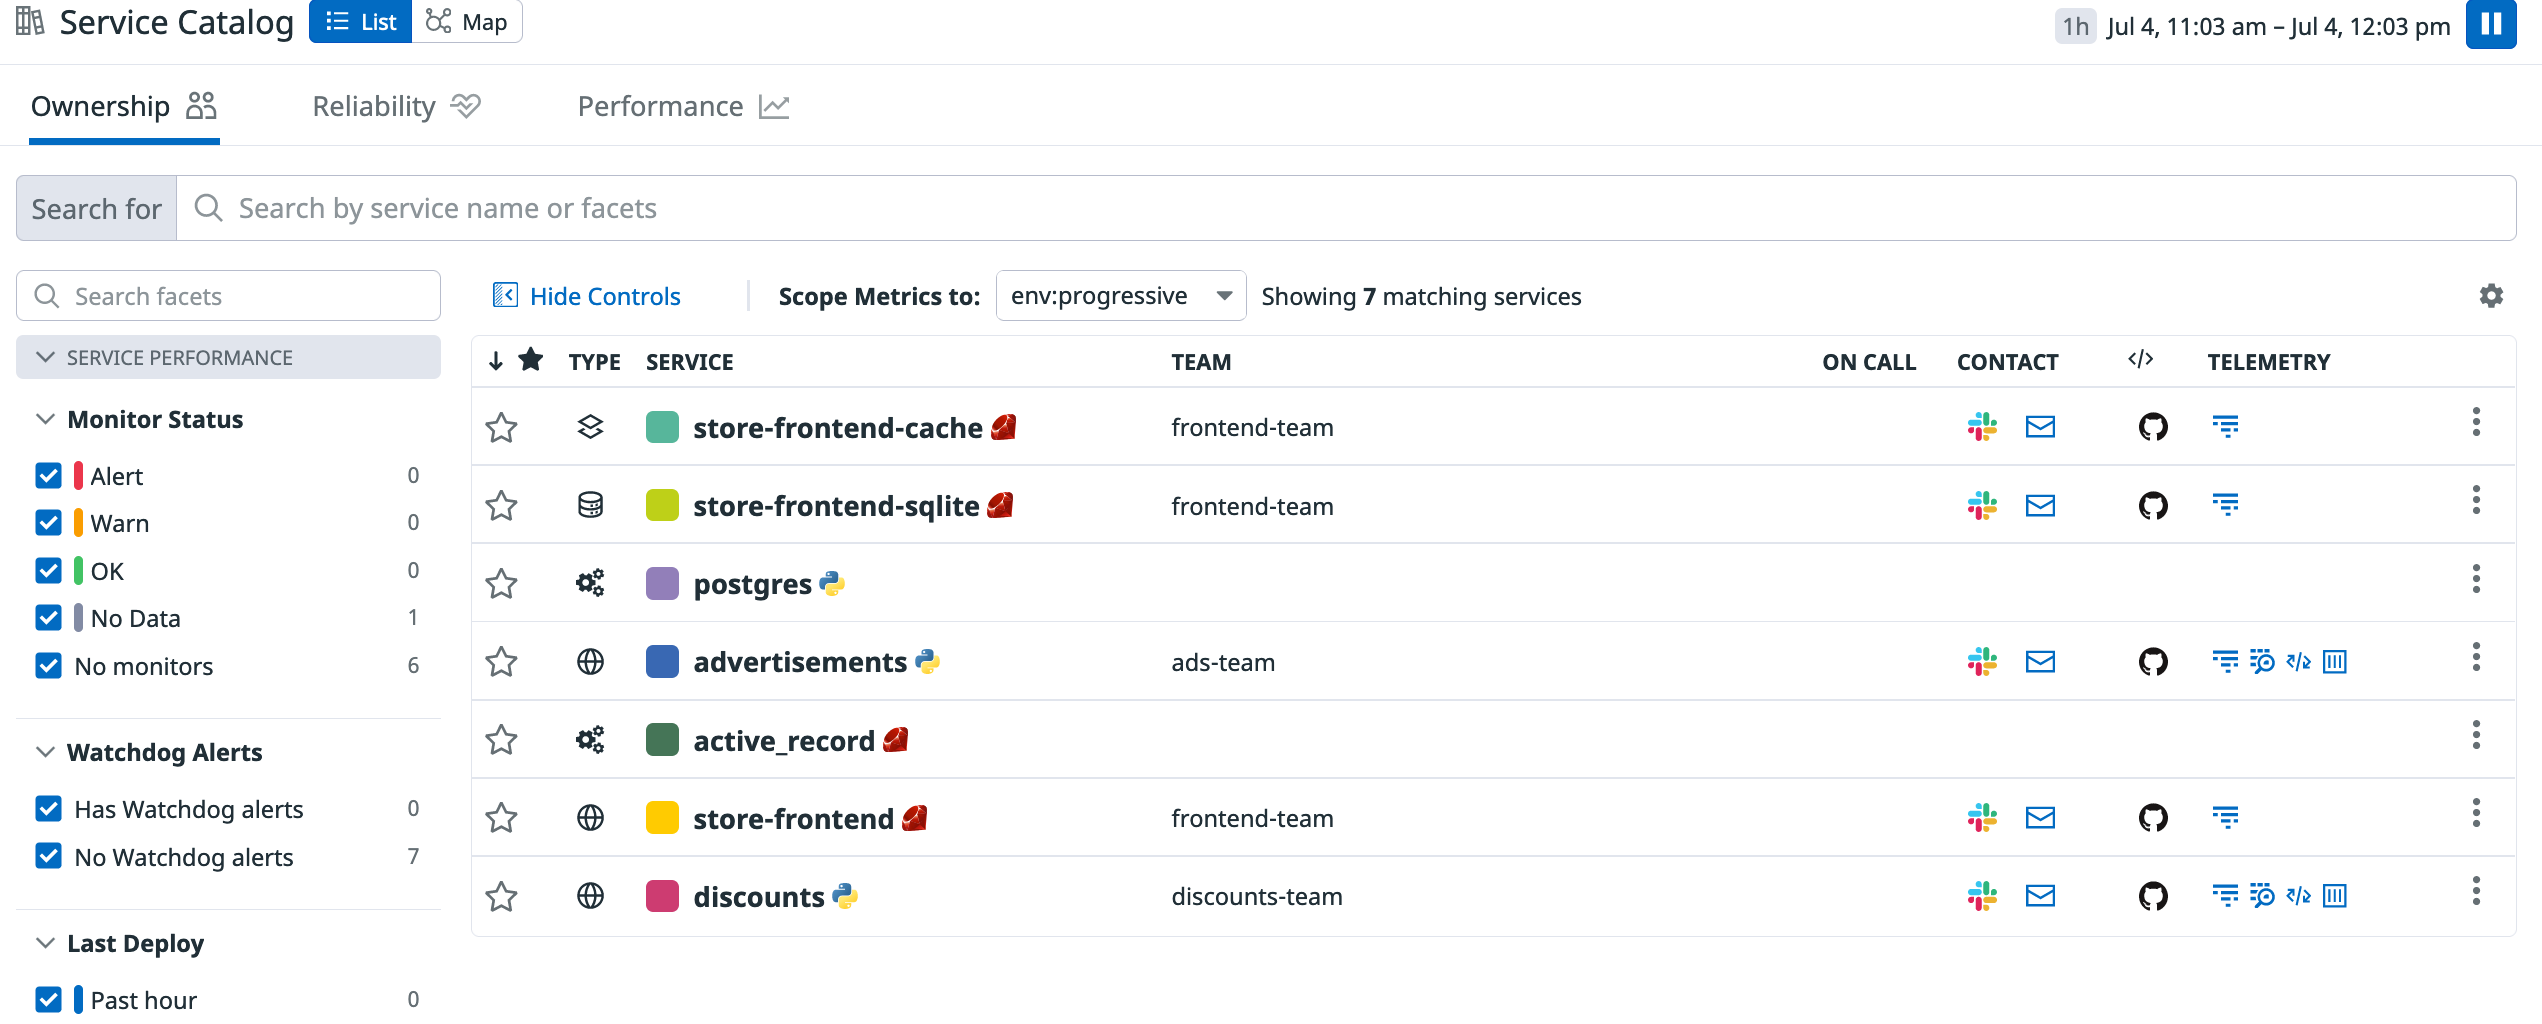 Service Catalog List Map 1h Jul 4, 11:03 am – Jul 4, 12:03 pm
Ownership Reliability Performance
Search for Search by service name or facets
Search facets Hide Controls Scope Metrics to: env:progressive Showing 7 matching services
SERVICE PERFORMANCE
Monitor Status
Alert 0
Warn 0
OK 0
No Data 1
No monitors 6
Watchdog Alerts
Has Watchdog alerts 0
No Watchdog alerts 7
Last Deploy
Past hour 0
TYPE SERVICE TEAM ON CALL CONTACT </> TELEMETRY
store-frontend-cache frontend-team
store-frontend-sqlite frontend-team
postgres
advertisements ads-team
active_record
store-frontend frontend-team
discounts discounts-team